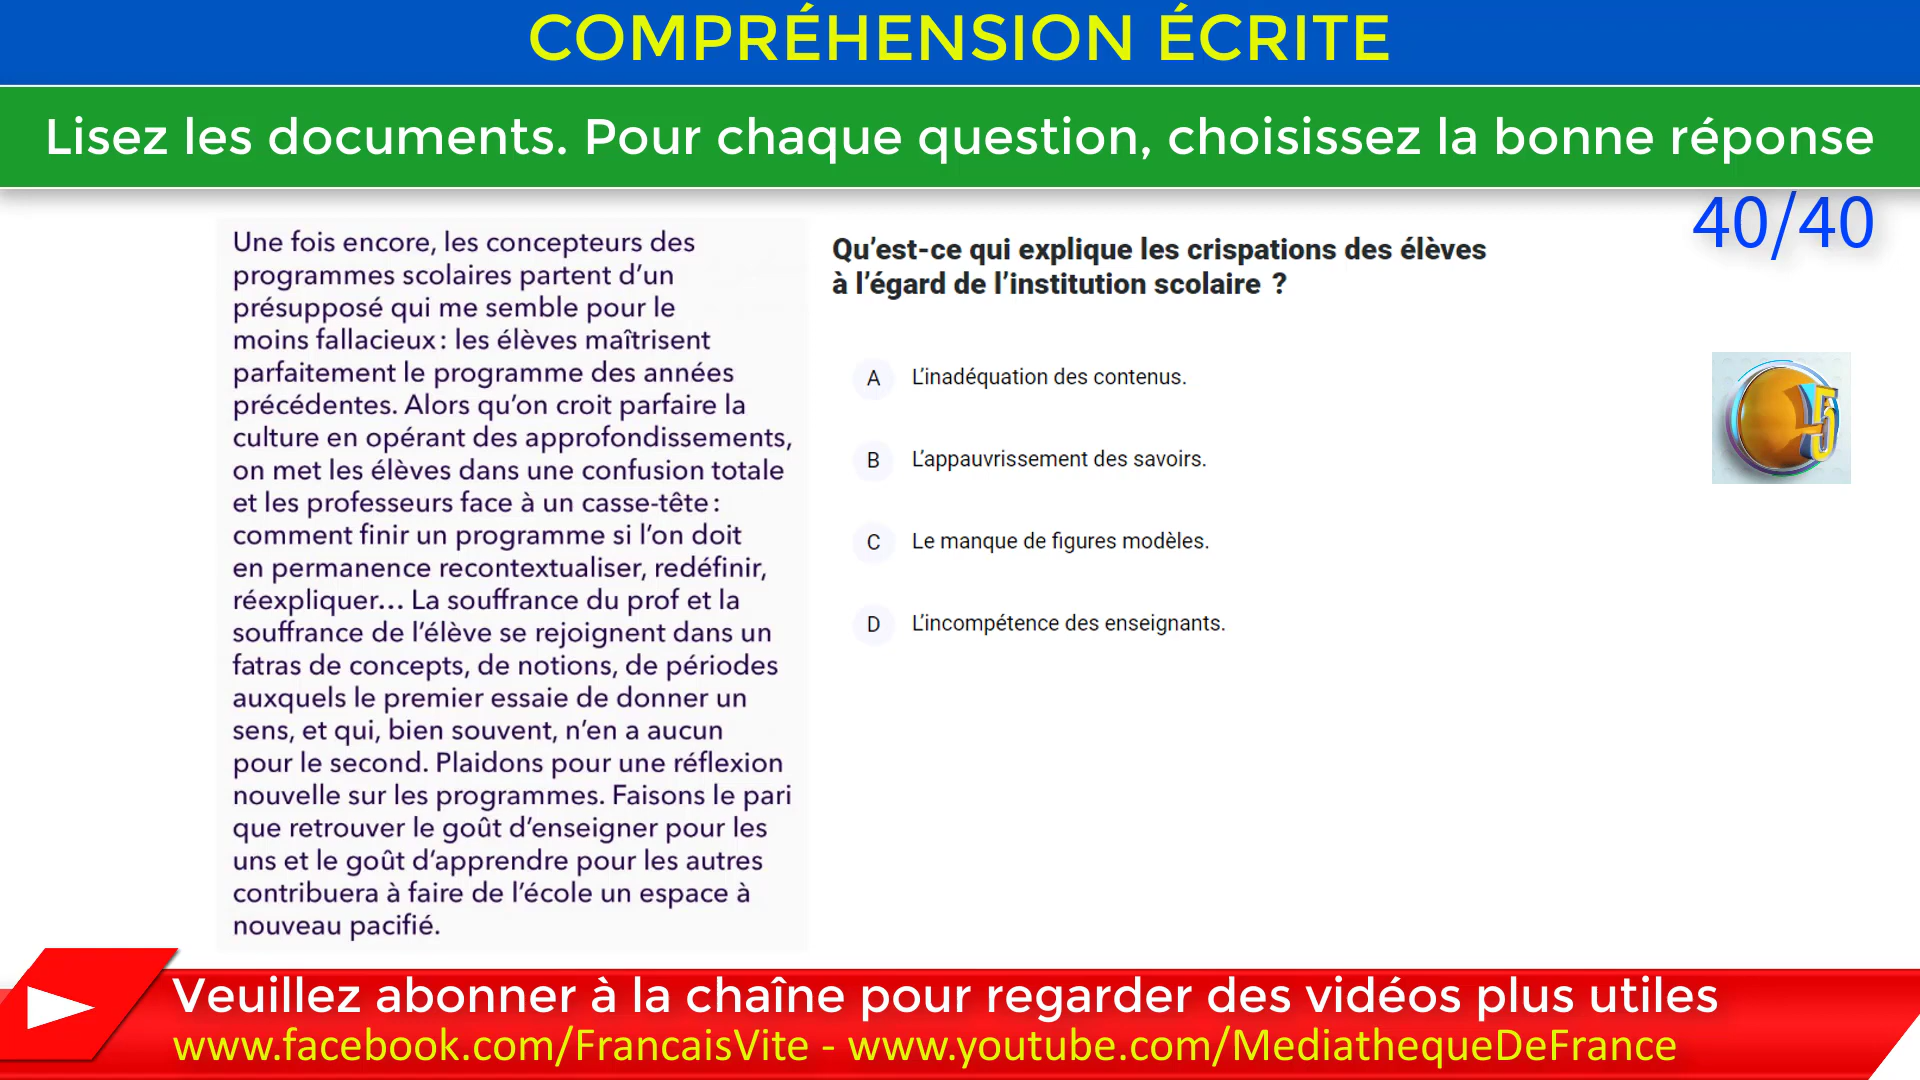 COMPRÉHENSION ÉCRITE
Lisez les documents. Pour chaque question, choisissez la bonne réponse
40/40
Une fois encore, les concepteurs des
programmes scolaires partent d’un
présupposé qui me semble pour le
moins fallacieux : les élèves maîtrisent
parfaitement le programme des années
précédentes. Alors qu’on croit parfaire la
culture en opérant des approfondissements,
on met les élèves dans une confusion totale
et les professeurs face à un casse-tête :
comment finir un programme si l’on doit
en permanence recontextualiser, redéfinir,
réexpliquer… La souffrance du prof et la
souffrance de l’élève se rejoignent dans un
fatras de concepts, de notions, de périodes
auxquels le premier essaie de donner un
sens, et qui, bien souvent, n’en a aucun
pour le second. Plaidons pour une réflexion
nouvelle sur les programmes. Faisons le pari
que retrouver le goût d’enseigner pour les
uns et le goût d’apprendre pour les autres
contribuera à faire de l’école un espace à
nouveau pacifié.
Qu’est-ce qui explique les crispations des élèves
à l’égard de l’institution scolaire ?
A L’inadéquation des contenus.
B L’appauvrissement des savoirs.
C Le manque de figures modèles.
D L’incompétence des enseignants.
5
Veuillez abonner à la chaîne pour regarder des vidéos plus utiles
www.facebook.com/FrancaisVite - www.youtube.com/MediathequeDeFrance